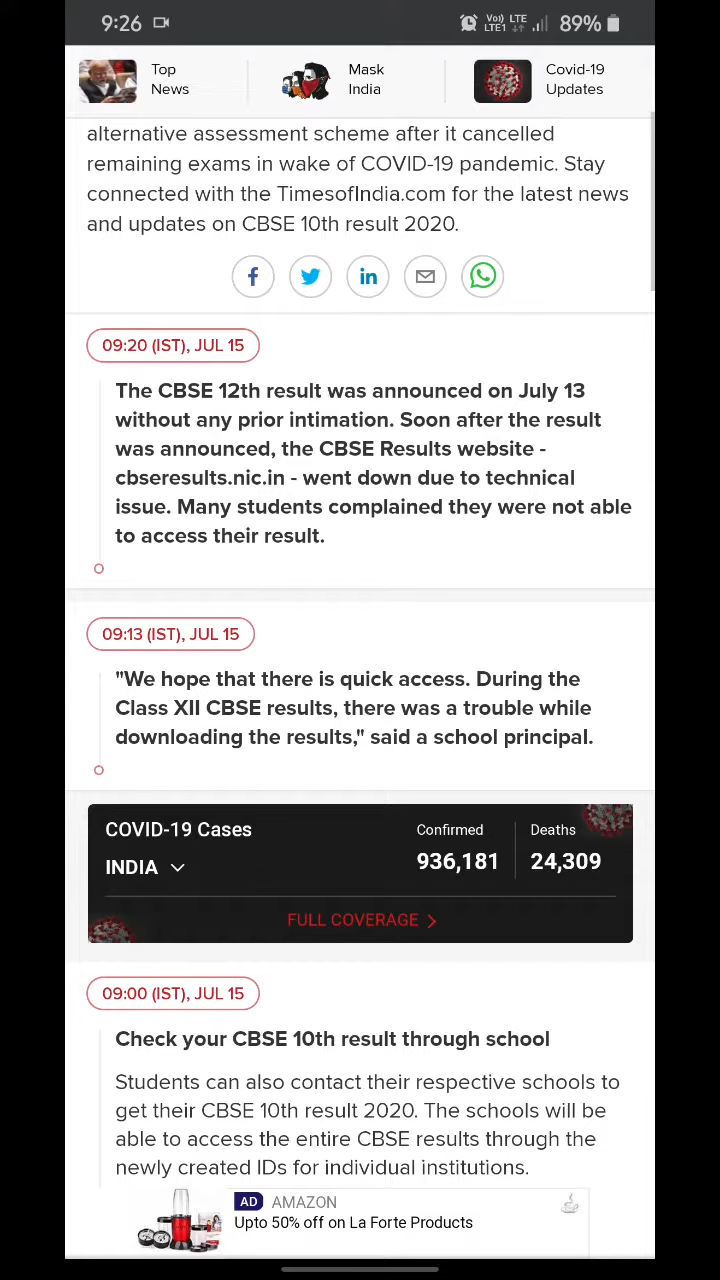 9:26 Vo)) LTE LTE1 89%
Top News
Mask India
Covid-19 Updates
alternative assessment scheme after it cancelled
remaining exams in wake of COVID-19 pandemic. Stay
connected with the TimesofIndia.com for the latest news
and updates on CBSE 10th result 2020.
09:20 (IST), JUL 15
The CBSE 12th result was announced on July 13
without any prior intimation. Soon after the result
was announced, the CBSE Results website -
cbseresults.nic.in - went down due to technical
issue. Many students complained they were not able
to access their result.
09:13 (IST), JUL 15
"We hope that there is quick access. During the
Class XII CBSE results, there was a trouble while
downloading the results," said a school principal.
COVID-19 Cases
INDIA
Confirmed
936,181
Deaths
24,309
FULL COVERAGE
09:00 (IST), JUL 15
Check your CBSE 10th result through school
Students can also contact their respective schools to
get their CBSE 10th result 2020. The schools will be
able to access the entire CBSE results through the
newly created IDs for individual institutions.
AD AMAZON
Upto 50% off on La Forte Products